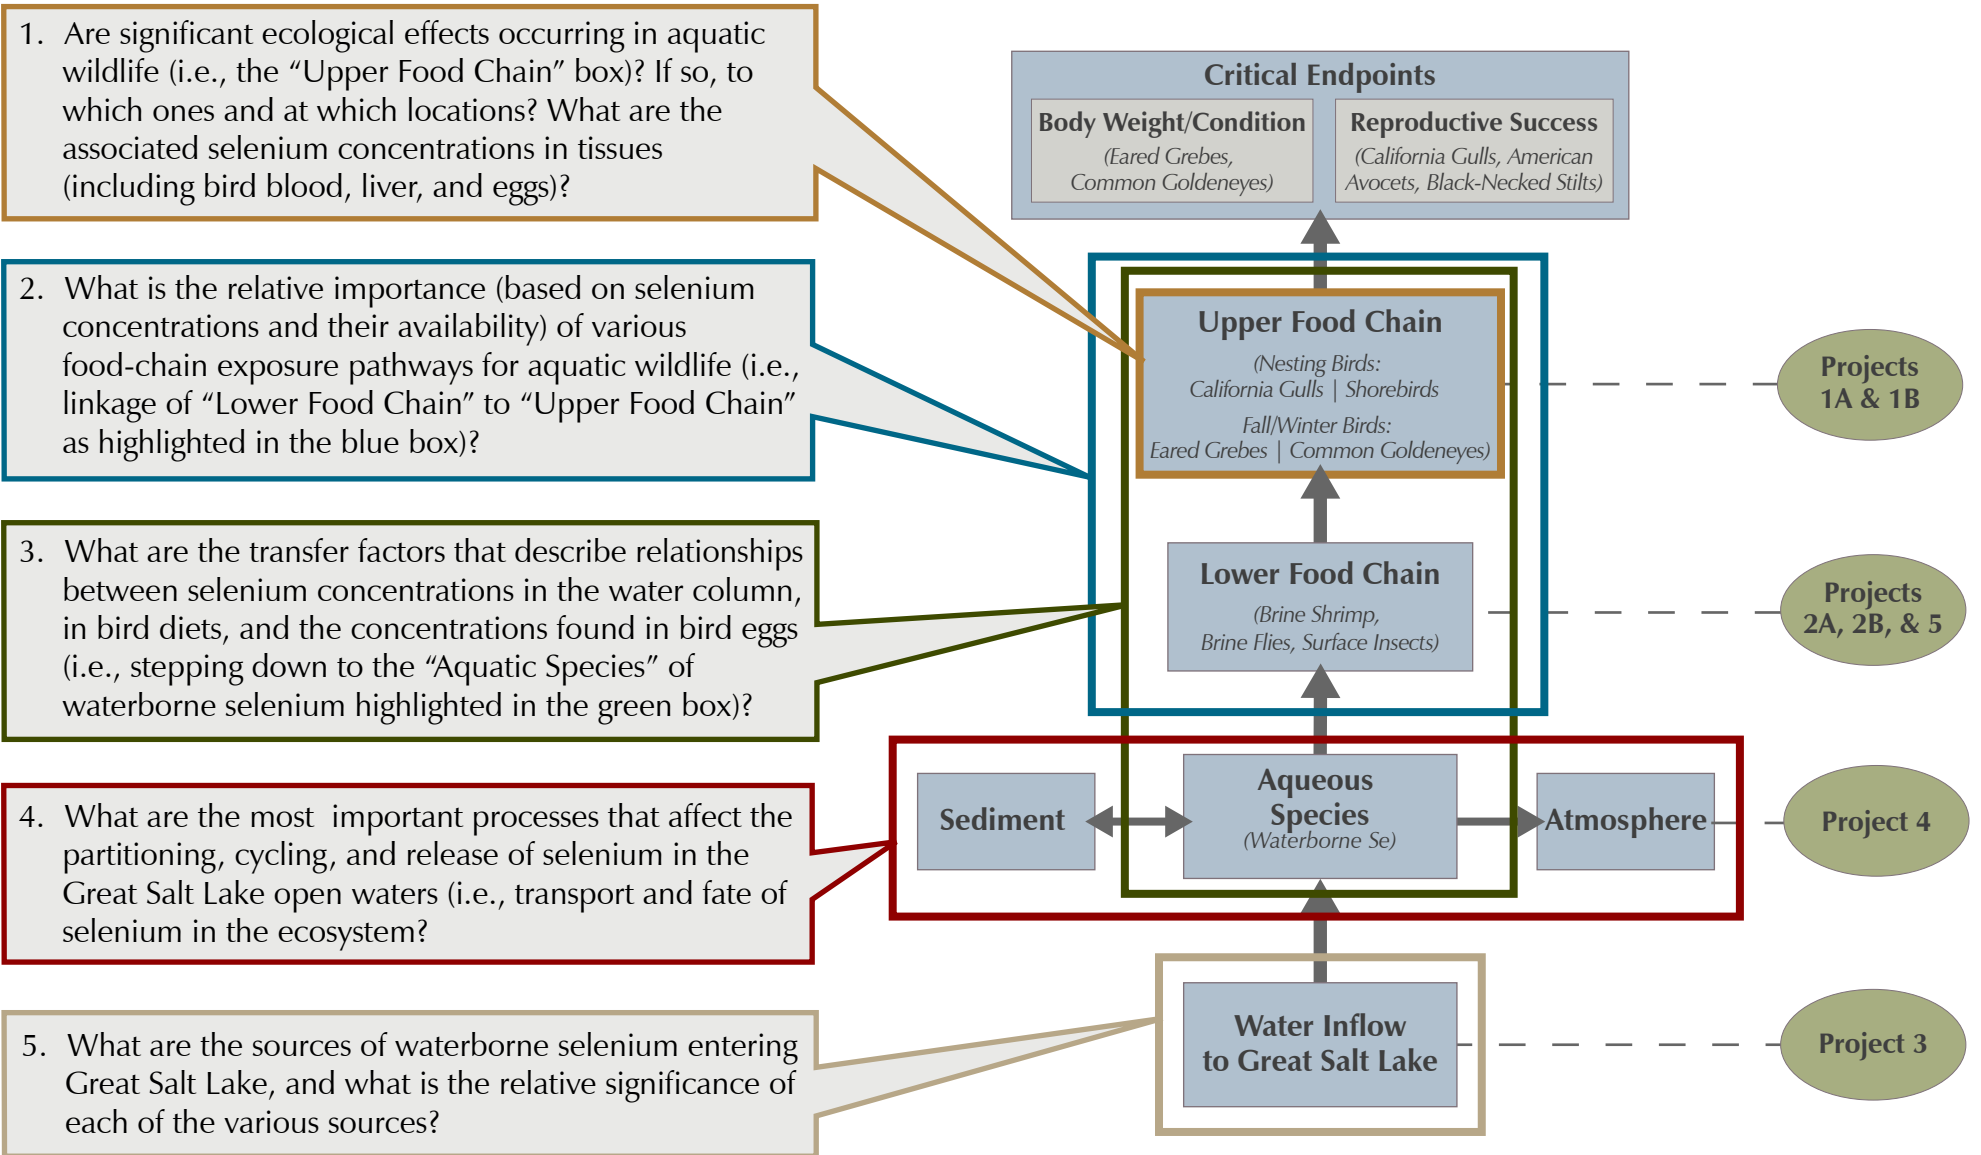 1. Are significant ecological effects occurring in aquatic
wildlife (i.e., the “Upper Food Chain” box)? If so, to
which ones and at which locations? What are the
associated selenium concentrations in tissues
(including bird blood, liver, and eggs)?
2. What is the relative importance (based on selenium
concentrations and their availability) of various
food-chain exposure pathways for aquatic wildlife (i.e.,
linkage of “Lower Food Chain” to “Upper Food Chain”
as highlighted in the blue box)?
3. What are the transfer factors that describe relationships
between selenium concentrations in the water column,
in bird diets, and the concentrations found in bird eggs
(i.e., stepping down to the “Aquatic Species” of
waterborne selenium highlighted in the green box)?
4. What are the most important processes that affect the
partitioning, cycling, and release of selenium in the
Great Salt Lake open waters (i.e., transport and fate of
selenium in the ecosystem?
5. What are the sources of waterborne selenium entering
Great Salt Lake, and what is the relative significance of
each of the various sources?
Critical Endpoints
Body Weight/Condition
(Eared Grebes,
Common Goldeneyes)
Reproductive Success
(California Gulls, American
Avocets, Black-Necked Stilts)
Upper Food Chain
(Nesting Birds:
California Gulls | Shorebirds
Fall/Winter Birds:
Eared Grebes | Common Goldeneyes)
Projects
1A & 1B
Lower Food Chain
(Brine Shrimp,
Brine Flies, Surface Insects)
Projects
2A, 2B, & 5
Sediment
Aqueous
Species
(Waterborne Se)
Atmosphere
Project 4
Water Inflow
to Great Salt Lake
Project 3